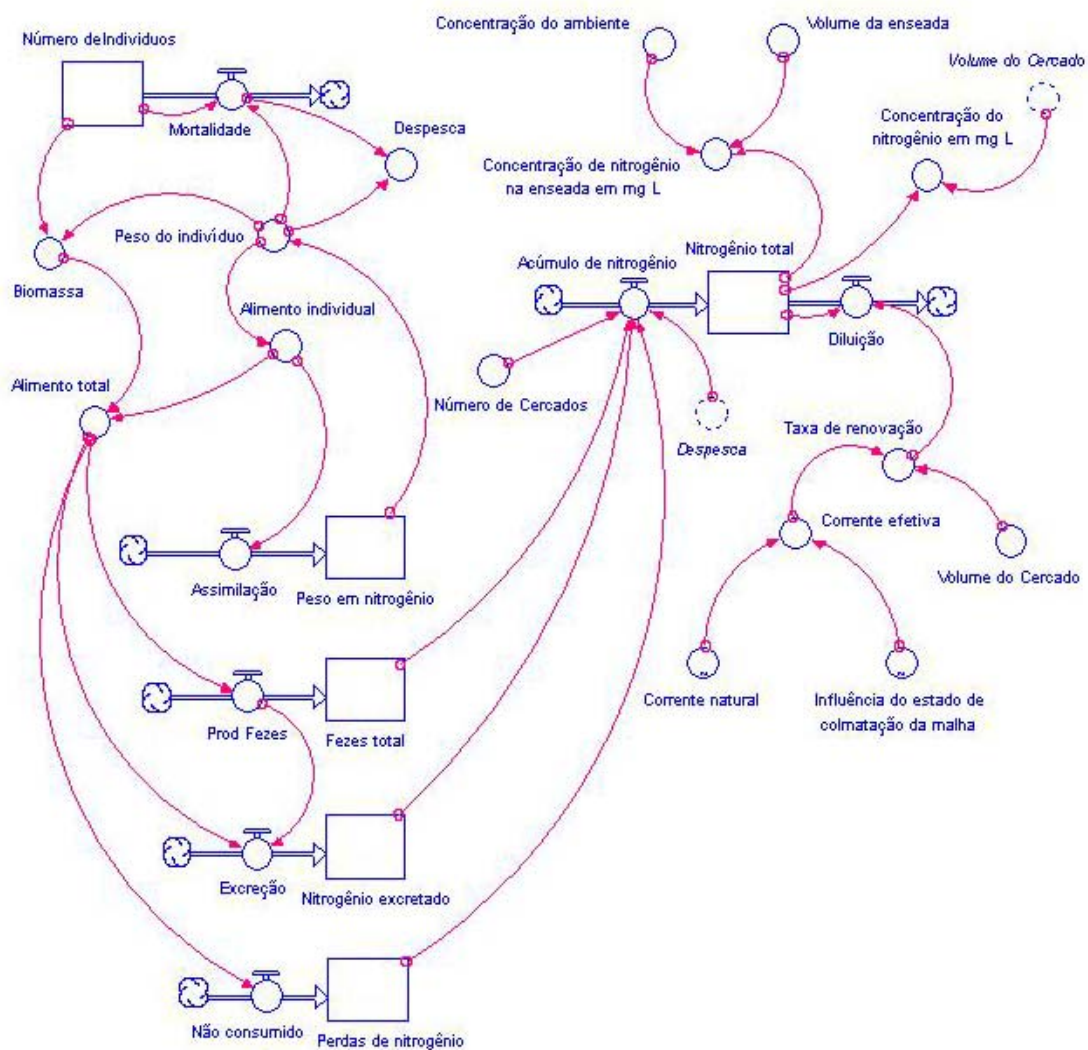 Número deIndividuos
Mortalidade
Despesca
Peso do indivíduo
Biomassa
Alimento individual
Alimento total
Assimilação
Peso em nitrogênio
Prod Fezes
Fezes total
Excreção
Nitrogênio excretado
Não consumido
Perdas de nitrogênio
Concentração do ambiente
Volume da enseada
Volume do Cercado
Concentração do
nitrogênio em mg L
Concentração de nitrogênio
na enseada em mg L
Nitrogênio total
Acúmulo de nitrogênio
Diluição
Número de Cercados
Despesca
Taxa de renovação
Corrente efetiva
Volume do Cercado
Corrente natural
Influência do estado de
colmatação da malha